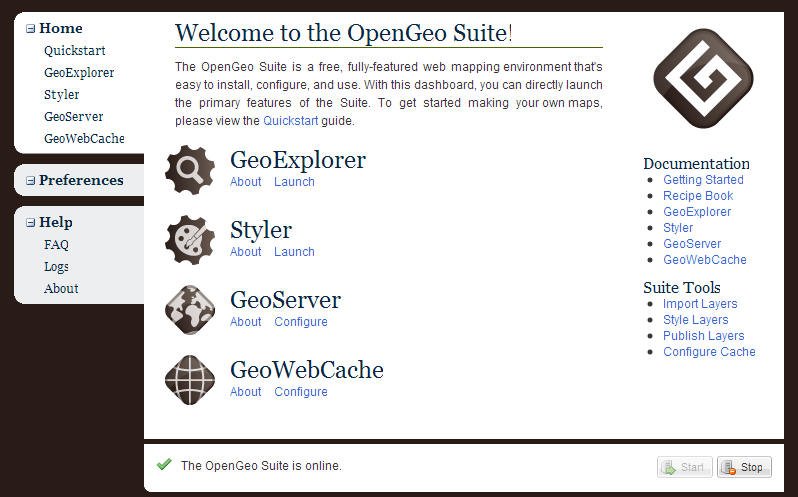 Home
Quickstart
GeoExplorer
Styler
GeoServer
GeoWebCache
Preferences
Help
FAQ
Logs
About
Welcome to the OpenGeo Suite!
The OpenGeo Suite is a free, fully-featured web mapping environment that's
easy to install, configure, and use. With this dashboard, you can directly launch
the primary features of the Suite. To get started making your own maps,
please view the Quickstart guide.
GeoExplorer
About Launch
Styler
About Launch
GeoServer
About Configure
GeoWebCache
About Configure
Documentation
Getting Started
Recipe Book
GeoExplorer
Styler
GeoServer
GeoWebCache
Suite Tools
Import Layers
Style Layers
Publish Layers
Configure Cache
The OpenGeo Suite is online.
Start Stop